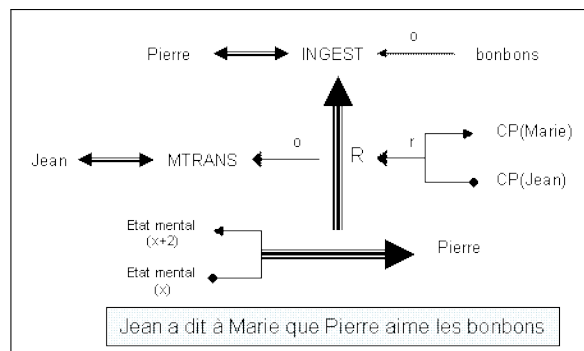 o
Pierre INGEST bonbons
CP(Marie)
o R r
Jean MTRANS
CP(Jean)
Etat mental
(x+2)
Pierre
Etat mental
(x)
Jean a dit à Marie que Pierre aime les bonbons